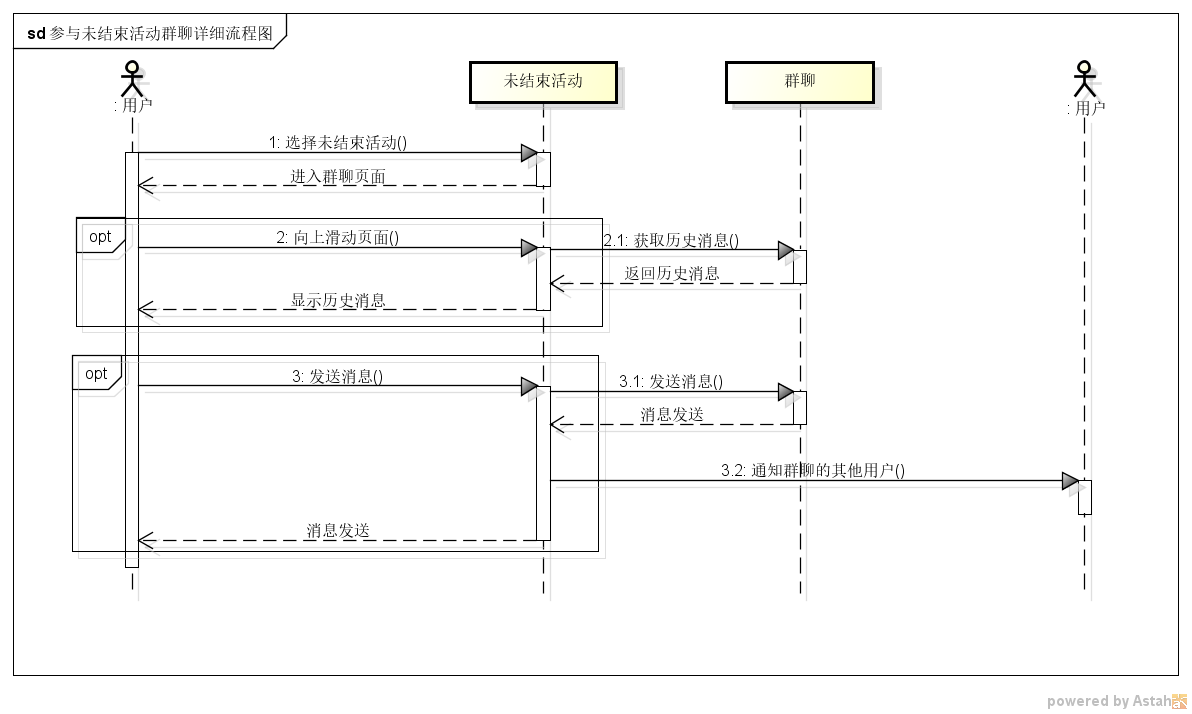 sd 参与未结束活动群聊详细流程图
: 用户
未结束活动
群聊
: 用户
1: 选择未结束活动()
进入群聊页面
opt
2: 向上滑动页面()
2.1: 获取历史消息()
返回历史消息
显示历史消息
opt
3: 发送消息()
3.1: 发送消息()
消息发送
3.2: 通知群聊的其他用户()
消息发送
powered by Astah